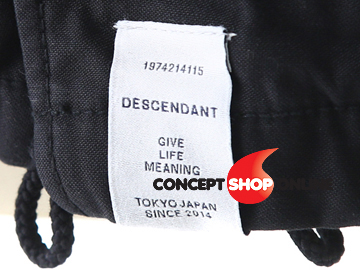 1974214115
DESCENDANT
GIVE
LIFE
MEANING
CONCEPT SHOP
TOKYO JAPAN
SINCE 2014